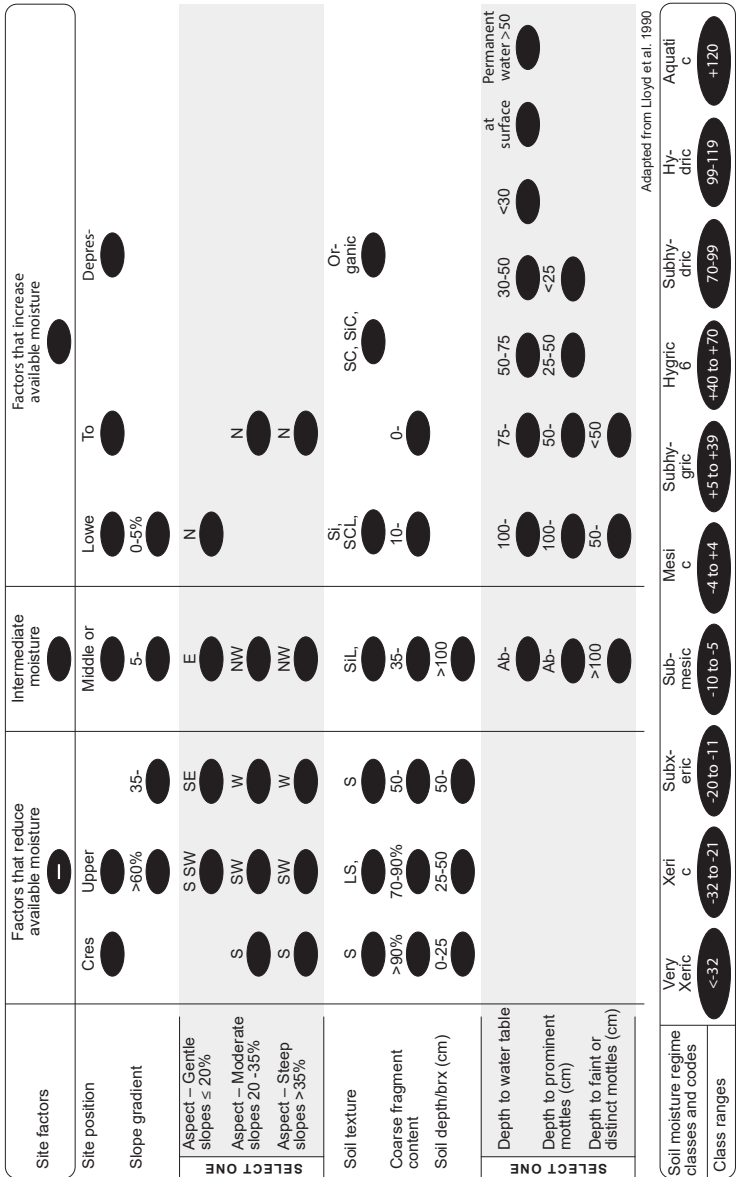 Site factors
Factors that reduce
available moisture
–
Intermediate
moisture
Factors that increase
available moisture
Site position
Cres
Upper
Middle or
Lowe
To
Depres-
Slope gradient
>60%
35-
5-
0-5%
SELECT ONE
Aspect – Gentle
slopes ≤ 20%
S SW
SE
E
N
Aspect – Moderate
slopes 20 -35%
S
SW
W
NW
N
Aspect – Steep
slopes >35%
S
SW
W
NW
N
Soil texture
S
LS,
S
SiL,
Si,
SCL,
SC, SiC,
Or-
ganic
Coarse fragment
content
>90%
70-90%
50-
35-
10-
0-
Soil depth/brx (cm)
0-25
25-50
50-
>100
SELECT ONE
Depth to water table
Ab-
100-
75-
50-75
30-50
<30
at
surface
Permanent
water >50
Depth to prominent
mottles (cm)
Ab-
100-
50-
25-50
<25
Depth to faint or
distinct mottles (cm)
>100
50-
<50
Adapted from Lloyd et al. 1990
Soil moisture regime
classes and codes
Very
Xeric
Xeri
c
Subx-
eric
Sub-
mesic
Mesi
c
Subhy-
gric
Hygric
6
Subhy-
dric
Hy-
dric
Aquati
c
Class ranges
<-32
-32 to -21
-20 to -11
-10 to -5
-4 to +4
+5 to +39
+40 to +70
70-99
99-119
+120